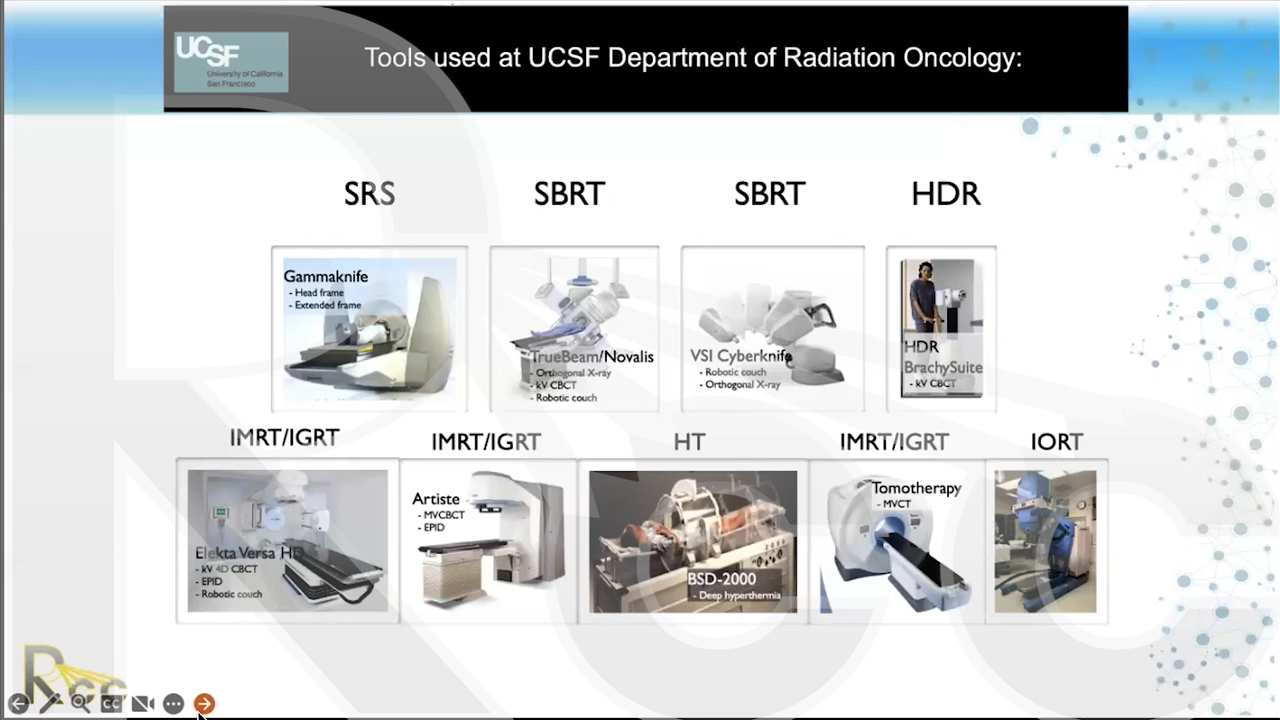 UCSF
University of California
San Francisco
Tools used at UCSF Department of Radiation Oncology:
SRS
SBRT
SBRT
HDR
Gammaknife
- Head frame
- Extended frame
TrueBeam/Novalis
- Orthogonal X-ray
- kV CBCT
- Robotic couch
VSI Cyberknife
- Robotic couch
- Orthogonal X-ray
HDR
BrachySuite
- kV CBCT
IMRT/IGRT
IMRT/IGRT
HT
IMRT/IGRT
IORT
Elekta Versa HD
- kV 4D CBCT
- EPID
- Robotic couch
Artiste
- MVCBCT
- EPID
BSD-2000
- Deep hyperthermia
Tomotherapy
- MVCT
Rcc
CC